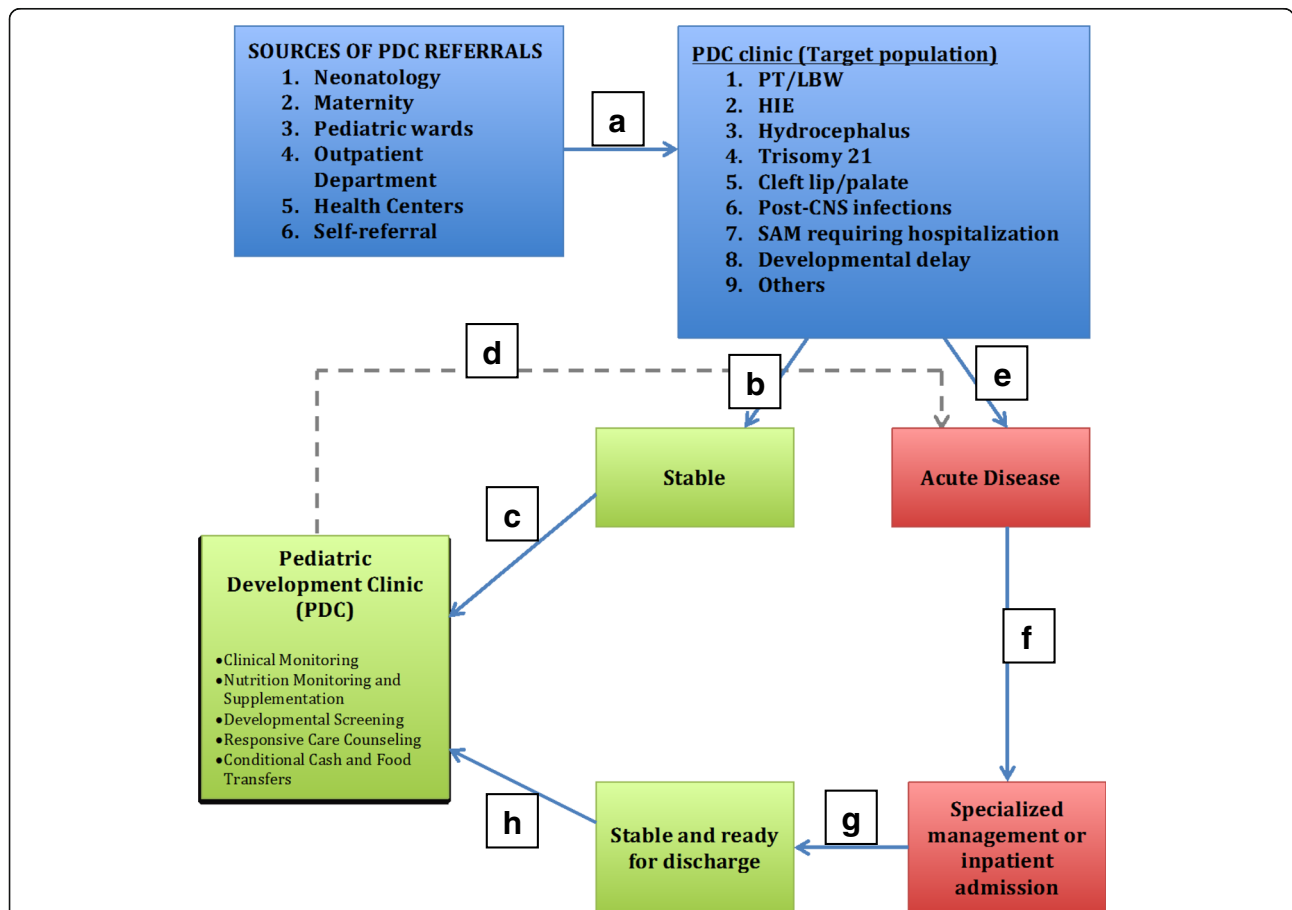 SOURCES OF PDC REFERRALS
1. Neonatology
2. Maternity
3. Pediatric wards
4. Outpatient
Department
5. Health Centers
6. Self-referral
a
PDC clinic (Target population)
1. PT/LBW
2. HIE
3. Hydrocephalus
4. Trisomy 21
5. Cleft lip/palate
6. Post-CNS infections
7. SAM requiring hospitalization
8. Developmental delay
9. Others
d
b
e
Stable
Acute Disease
c
Pediatric
Development Clinic
(PDC)
•Clinical Monitoring
•Nutrition Monitoring and
Supplementation
•Developmental Screening
•Responsive Care Counseling
•Conditional Cash and Food
Transfers
f
h
Stable and ready
for discharge
g
Specialized
management or
inpatient
admission